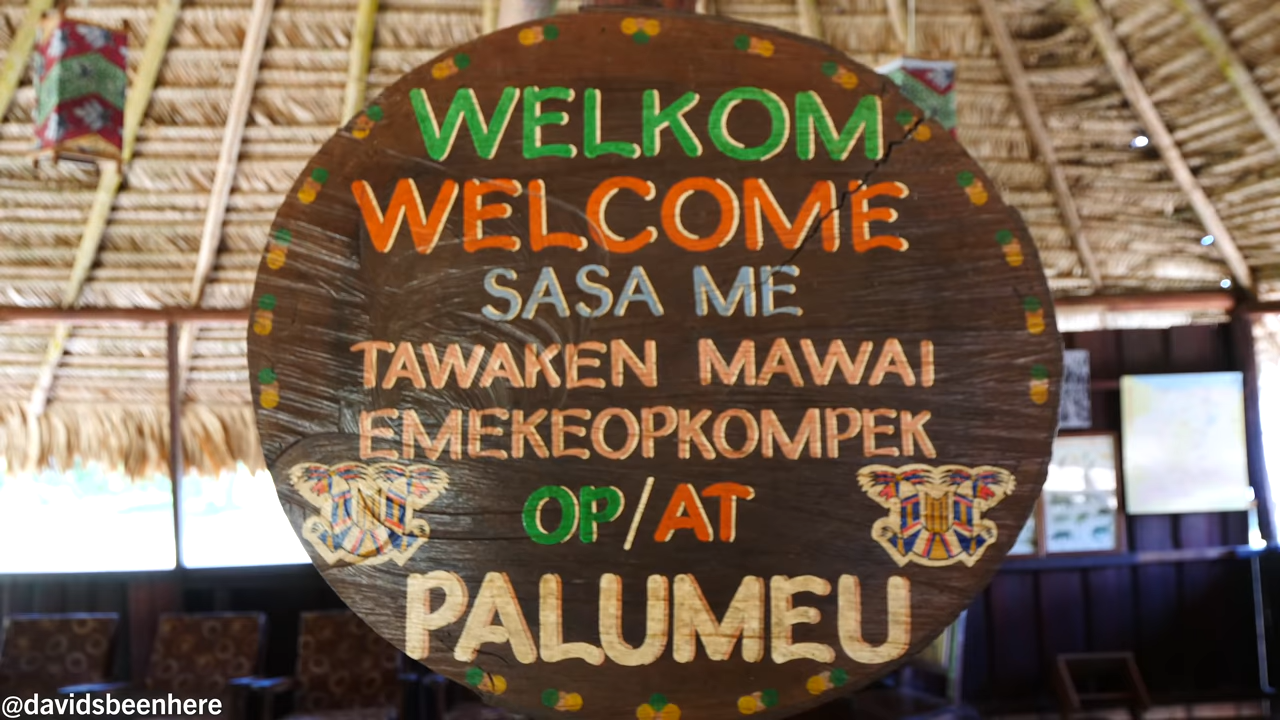 WELKOM
WELCOME
SASA ME
TAWAKEN MAWAI
EMEKEOPKOMPEK
OP/AT
PALUMEU
@davidsbeenhere